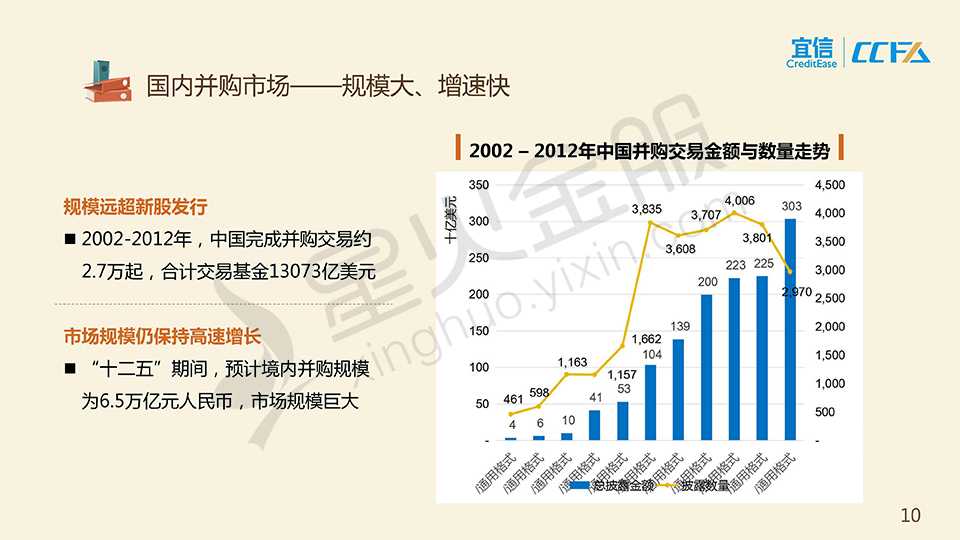 宜信
CreditEase
CCFA
国内并购市场——规模大、增速快
2002 – 2012年中国并购交易金额与数量走势
规模远超新股发行
■ 2002-2012年，中国完成并购交易约
2.7万起，合计交易基金13073亿美元
市场规模仍保持高速增长
■ “十二五”期间，预计境内并购规模
为6.5万亿元人民币，市场规模巨大
十亿美元
350
300
250
200
150
100
50
-
4,500
4,000
3,500
3,000
2,500
2,000
1,500
1,000
500
-
461
598
1,163
1,157
1,662
3,835
3,608
3,707
4,006
3,801
2,970
4
6
10
41
53
104
139
200
223
225
303
/通用格式
/通用格式
/通用格式
/通用格式
/通用格式
/通用格式
/通用格式
/通用格式
/通用格式
/通用格式
/通用格式
总披露金额
披露数量
星火金服
xinghuo.yixin.com
10